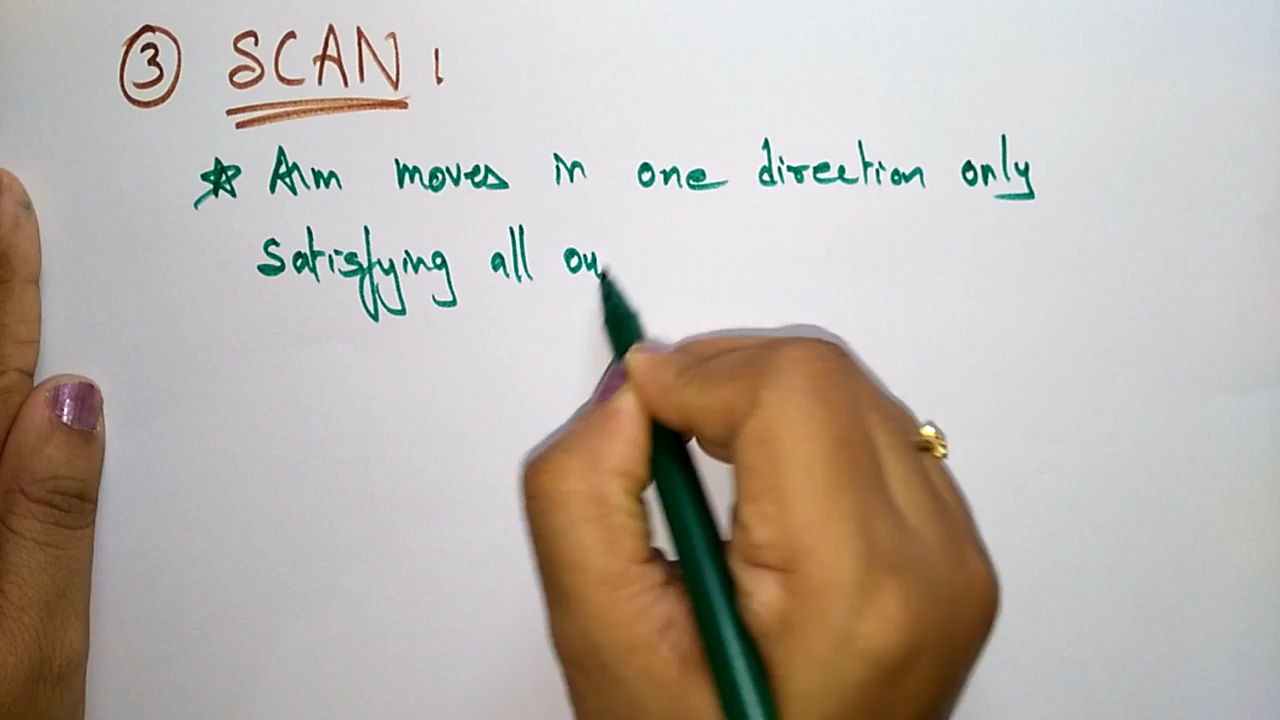 ③ SCAN:
* Arm moves in one direction only
satisfying all ou